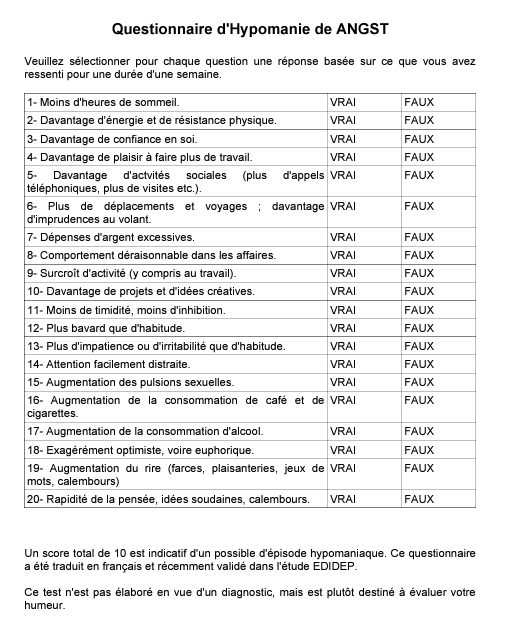 Questionnaire d'Hypomanie de ANGST
Veuillez sélectionner pour chaque question une réponse basée sur ce que vous avez
ressenti pour une durée d'une semaine.
1- Moins d'heures de sommeil. VRAI FAUX
2- Davantage d'énergie et de résistance physique. VRAI FAUX
3- Davantage de confiance en soi. VRAI FAUX
4- Davantage de plaisir à faire plus de travail. VRAI FAUX
5- Davantage d'actvités sociales (plus d'appels VRAI FAUX
téléphoniques, plus de visites etc.).
6- Plus de déplacements et voyages ; davantage VRAI FAUX
d'imprudences au volant.
7- Dépenses d'argent excessives. VRAI FAUX
8- Comportement déraisonnable dans les affaires. VRAI FAUX
9- Surcroît d'activité (y compris au travail). VRAI FAUX
10- Davantage de projets et d'idées créatives. VRAI FAUX
11- Moins de timidité, moins d'inhibition. VRAI FAUX
12- Plus bavard que d'habitude. VRAI FAUX
13- Plus d'impatience ou d'irritabilité que d'habitude. VRAI FAUX
14- Attention facilement distraite. VRAI FAUX
15- Augmentation des pulsions sexuelles. VRAI FAUX
16- Augmentation de la consommation de café et de VRAI FAUX
cigarettes.
17- Augmentation de la consommation d'alcool. VRAI FAUX
18- Exagérément optimiste, voire euphorique. VRAI FAUX
19- Augmentation du rire (farces, plaisanteries, jeux de VRAI FAUX
mots, calembours)
20- Rapidité de la pensée, idées soudaines, calembours. VRAI FAUX
Un score total de 10 est indicatif d'un possible d'épisode hypomaniaque. Ce questionnaire
a été traduit en français et récemment validé dans l'étude EDIDEP.
Ce test n'est pas élaboré en vue d'un diagnostic, mais est plutôt destiné à évaluer votre
humeur.